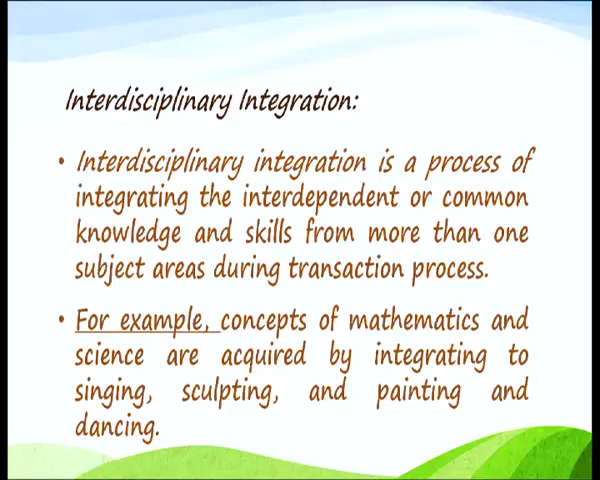 Interdisciplinary Integration:
• Interdisciplinary integration is a process of
integrating the interdependent or common
knowledge and skills from more than one
subject areas during transaction process.
• For example, concepts of mathematics and
science are acquired by integrating to
singing, sculpting, and painting and
dancing.